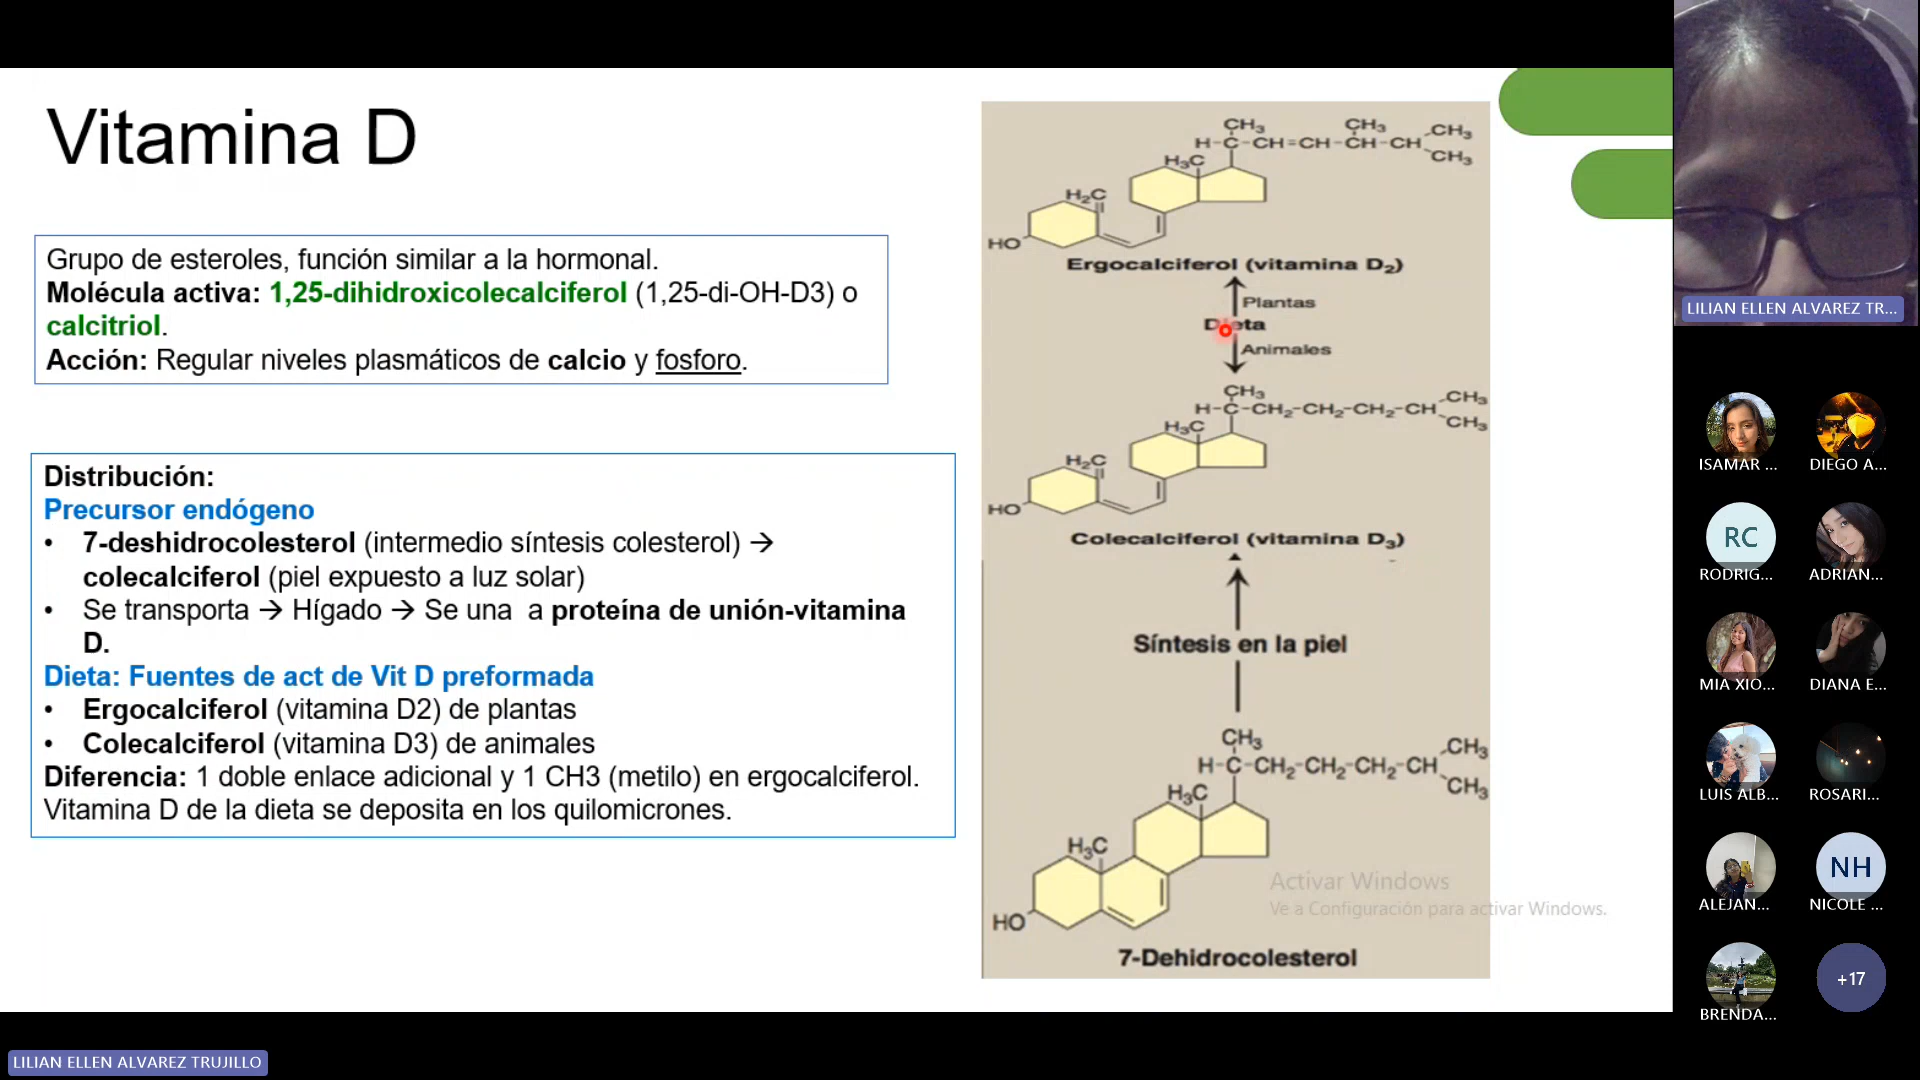 Vitamina D
Grupo de esteroles, función similar a la hormonal.
Molécula activa: 1,25-dihidroxicolecalciferol (1,25-di-OH-D3) o
calcitriol.
Acción: Regular niveles plasmáticos de calcio y fosforo.
Distribución:
Precursor endógeno
• 7-deshidrocolesterol (intermedio síntesis colesterol) →
colecalciferol (piel expuesto a luz solar)
• Se transporta → Hígado → Se una a proteína de unión-vitamina
D.
Dieta: Fuentes de act de Vit D preformada
• Ergocalciferol (vitamina D2) de plantas
• Colecalciferol (vitamina D3) de animales
Diferencia: 1 doble enlace adicional y 1 CH3 (metilo) en ergocalciferol.
Vitamina D de la dieta se deposita en los quilomicrones.
CH₃ CH₃ CH₃
H-C-CH=CH-CH-CH
CH₃
H₃C
H₂C
HO
Ergocalciferol (vitamina D₂)
Plantas
Dieta
Animales
CH₃ CH₃
H-C-CH₂-CH₂-CH₂-CH
CH₃
H₃C
H₂C
HO
Colecalciferol (vitamina D₃)
Síntesis en la piel
CH₃ CH₃
H-C-CH₂-CH₂-CH₂-CH
CH₃
H₃C
H₃C
HO
7-Dehidrocolesterol
Activar Windows
Ve a Configuración para activar Windows.
LILIAN ELLEN ALVAREZ TR...
ISAMAR ...
DIEGO A...
RC
RODRIG...
ADRIAN...
MIA XIO...
DIANA E...
LUIS ALB...
ROSARI...
ALEJAN...
NH
NICOLE ...
BRENDA...
+17
LILIAN ELLEN ALVAREZ TRUJILLO